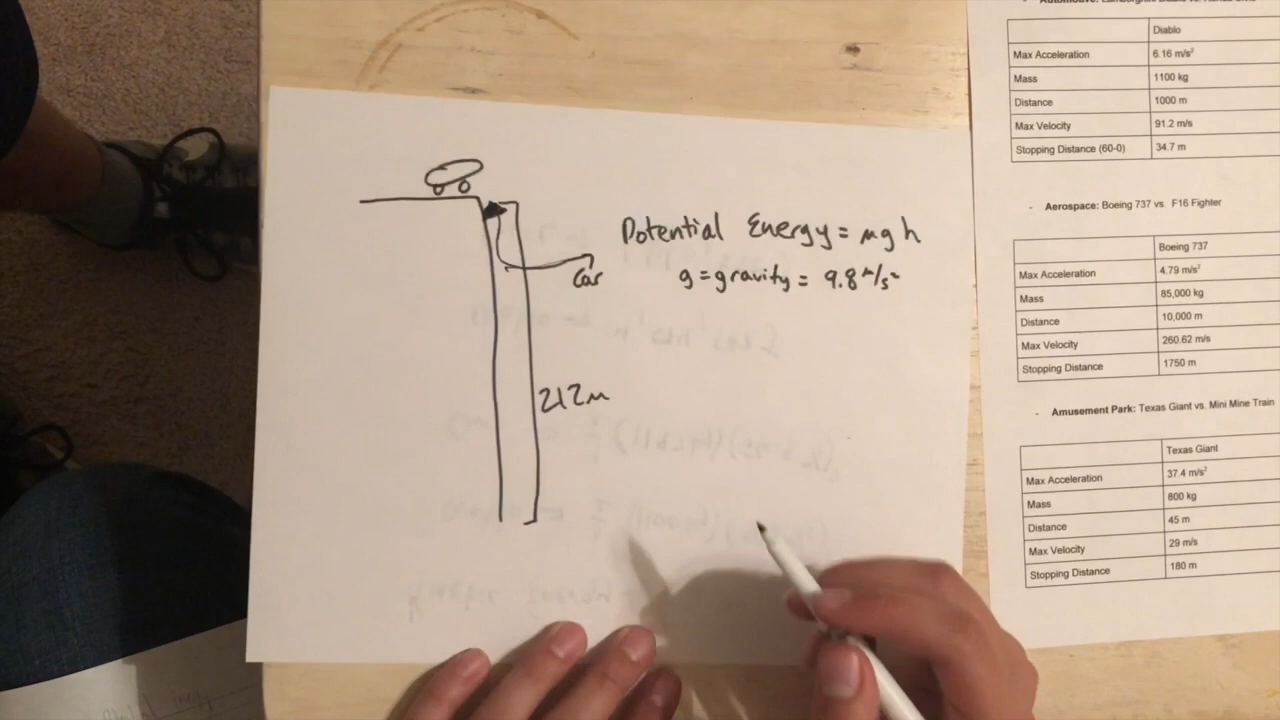 Potential Energy = mgh
g = gravity = 9.8 m/s²
Car
212m
Diablo
Max Acceleration 6.16 m/s²
Mass 1100 kg
Distance 1000 m
Max Velocity 91.2 m/s
Stopping Distance (60-0) 34.7 m
- Aerospace: Boeing 737 vs. F16 Fighter
Boeing 737
Max Acceleration 4.79 m/s²
Mass 85,000 kg
Distance 10,000 m
Max Velocity 260.62 m/s
Stopping Distance 1750 m
- Amusement Park: Texas Giant vs. Mini Mine Train
Texas Giant
Max Acceleration 37.4 m/s²
Mass 800 kg
Distance 45 m
Max Velocity 29 m/s
Stopping Distance 180 m